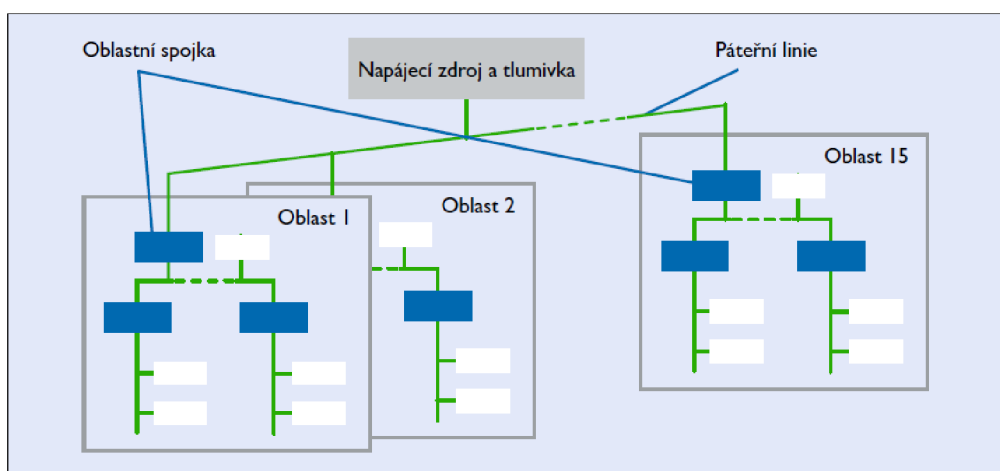 Oblastní spojka
Napájecí zdroj a tlumivka
Páteřní linie
Oblast 15
Oblast 1
Oblast 2